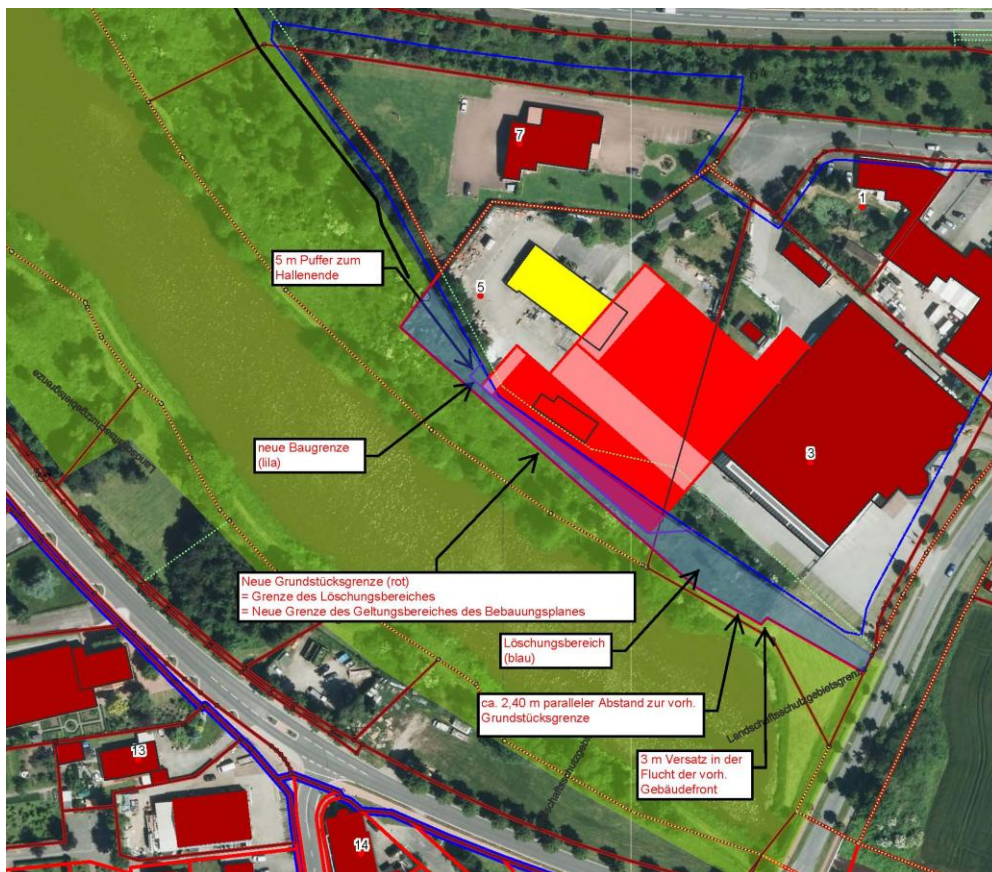 7
1
5 m Puffer zum
Hallenende
5
Landschaftsschutzgebietsgrenze
neue Baugrenze
(lila)
3
Neue Grundstücksgrenze (rot)
= Grenze des Löschungsbereiches
= Neue Grenze des Geltungsbereiches des Bebauungsplanes
Löschungsbereich
(blau)
Landschaftsschutzgebietsgrenze
ca. 2,40 m paralleler Abstand zur vorh.
Grundstücksgrenze
3 m Versatz in der
Flucht der vorh.
Gebäudefront
13
14